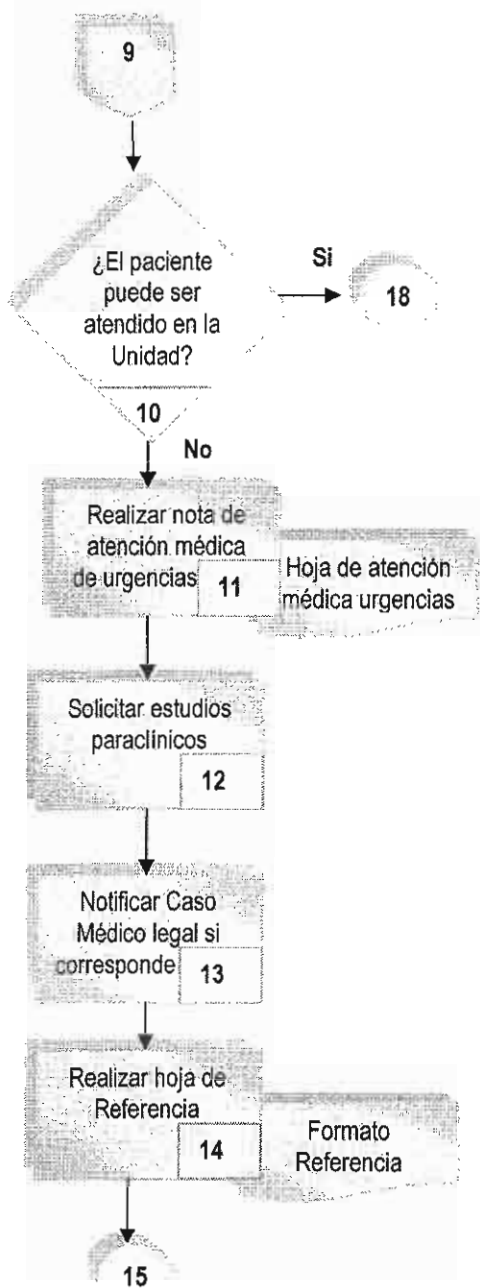 9
¿El paciente
puede ser
atendido en la
Unidad?
10
Si
18
No
Realizar nota de
atención médica
de urgencias
11
Hoja de atención
médica urgencias
Solicitar estudios
paraclínicos
12
Notificar Caso
Médico legal si
corresponde
13
Realizar hoja de
Referencia
14
Formato
Referencia
15